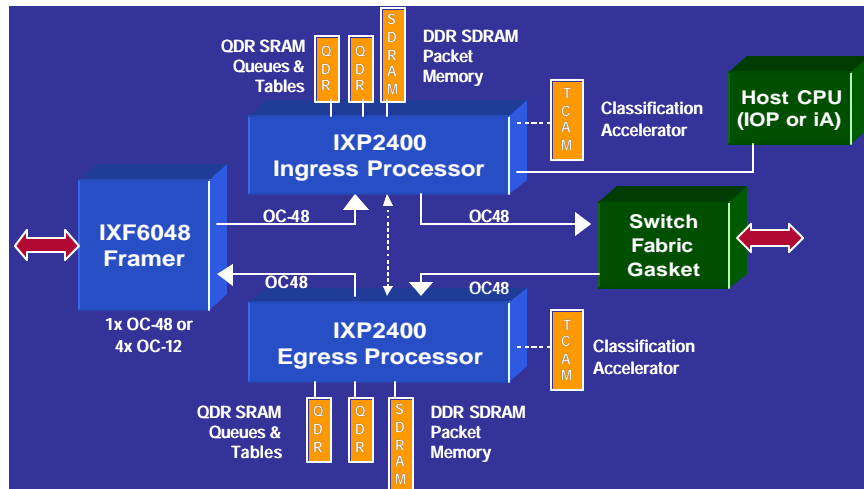 QDR SRAM
Queues &
Tables
QDR
QDR
SDRAM
DDR SDRAM
Packet
Memory
TCAM
Classification
Accelerator
Host CPU
(IOP or iA)
IXP2400
Ingress Processor
IXF6048
Framer
OC-48
OC48
Switch
Fabric
Gasket
OC48
OC48
1x OC-48 or
4x OC-12
IXP2400
Egress Processor
TCAM
Classification
Accelerator
QDR SRAM
Queues &
Tables
QDR
QDR
SDRAM
DDR SDRAM
Packet
Memory